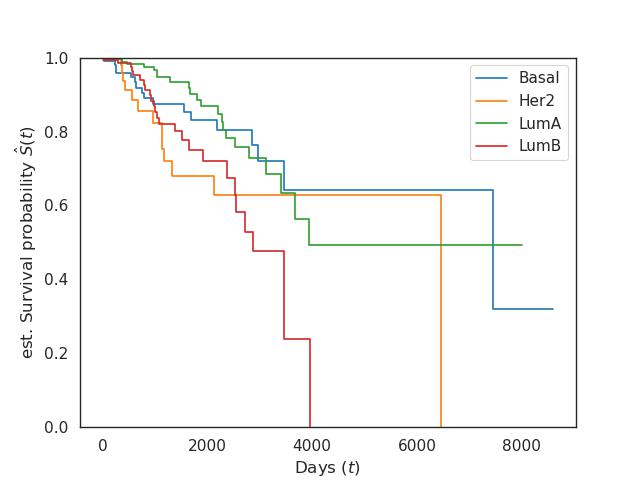 1.0
0.8
0.6
0.4
0.2
0.0
est. Survival probability Ŝ(t)
Basal
Her2
LumA
LumB
0 2000 4000 6000 8000
Days (t)